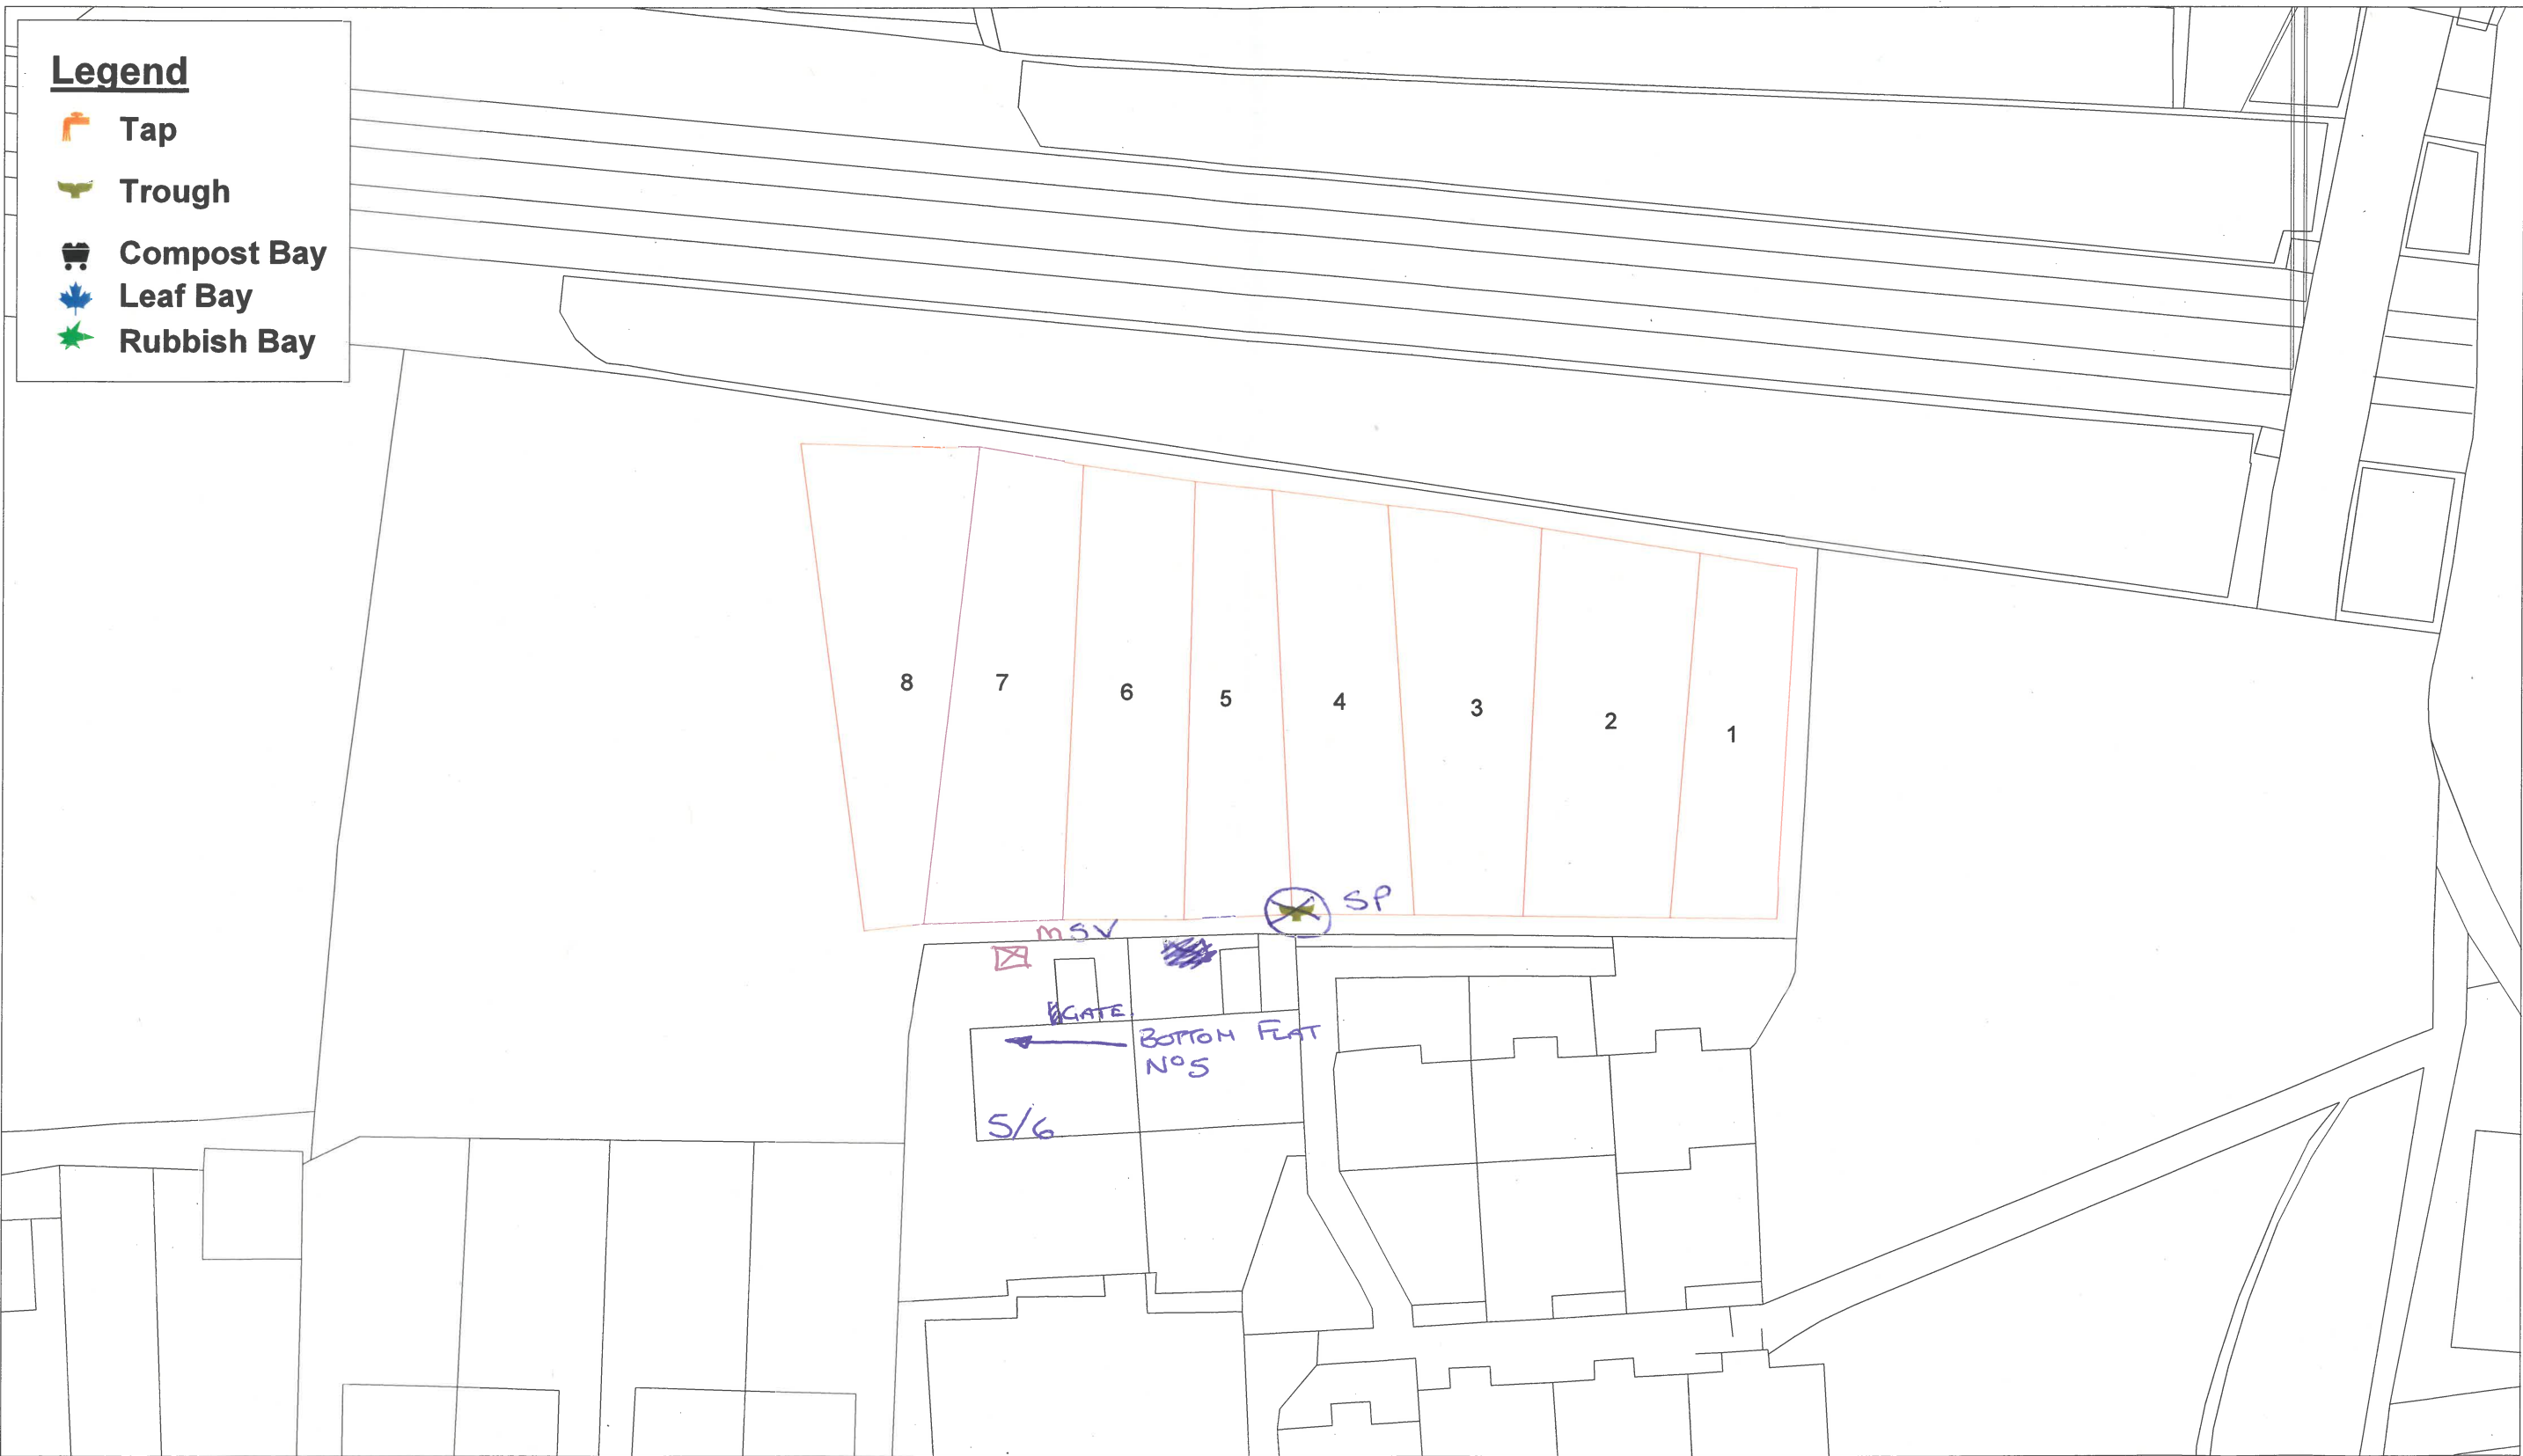 Legend
Tap
Trough
Compost Bay
Leaf Bay
Rubbish Bay
8
7
6
5
4
3
2
1
SP
MSV
GATE
BOTTOM FLAT
Nº5
5/6